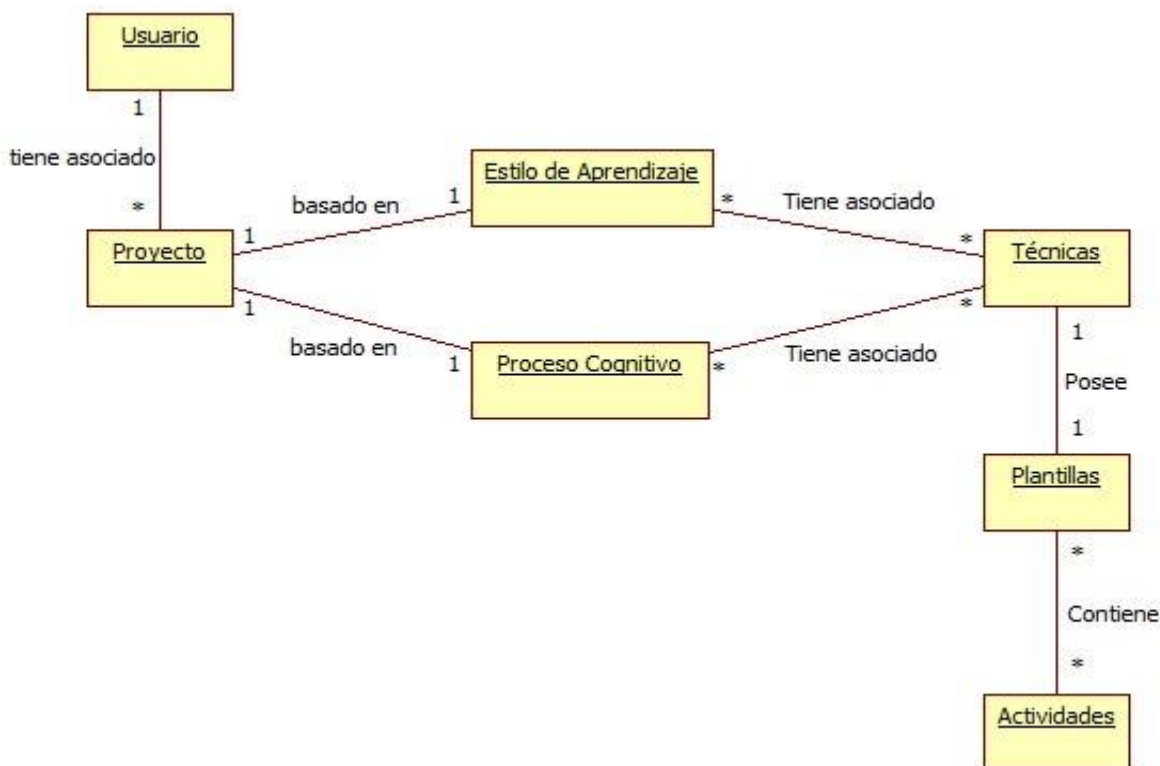 Usuario
1
tiene asociado
*
Proyecto
1
basado en
1
Estilo de Aprendizaje
*
Tiene asociado
*
Técnicas
1
basado en
1
Proceso Cognitivo
*
Tiene asociado
*
1
Posee
1
Plantillas
*
Contiene
*
Actividades